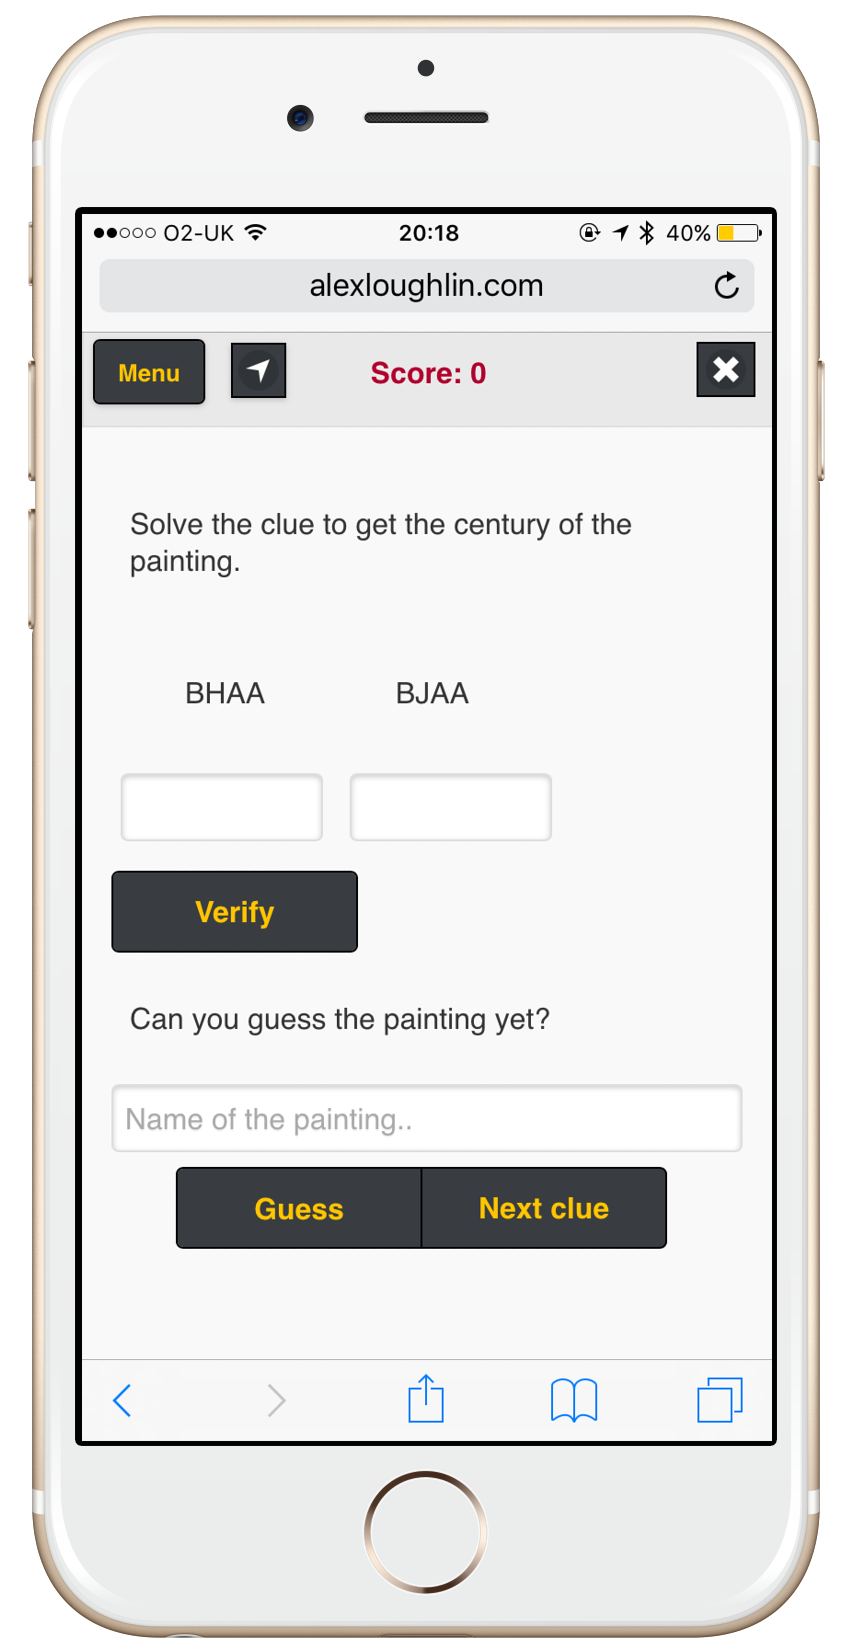 O2-UK 20:18 40%
alexloughlin.com
Menu Score: 0
Solve the clue to get the century of the
painting.
BHAA BJAA
Verify
Can you guess the painting yet?
Name of the painting..
Guess Next clue